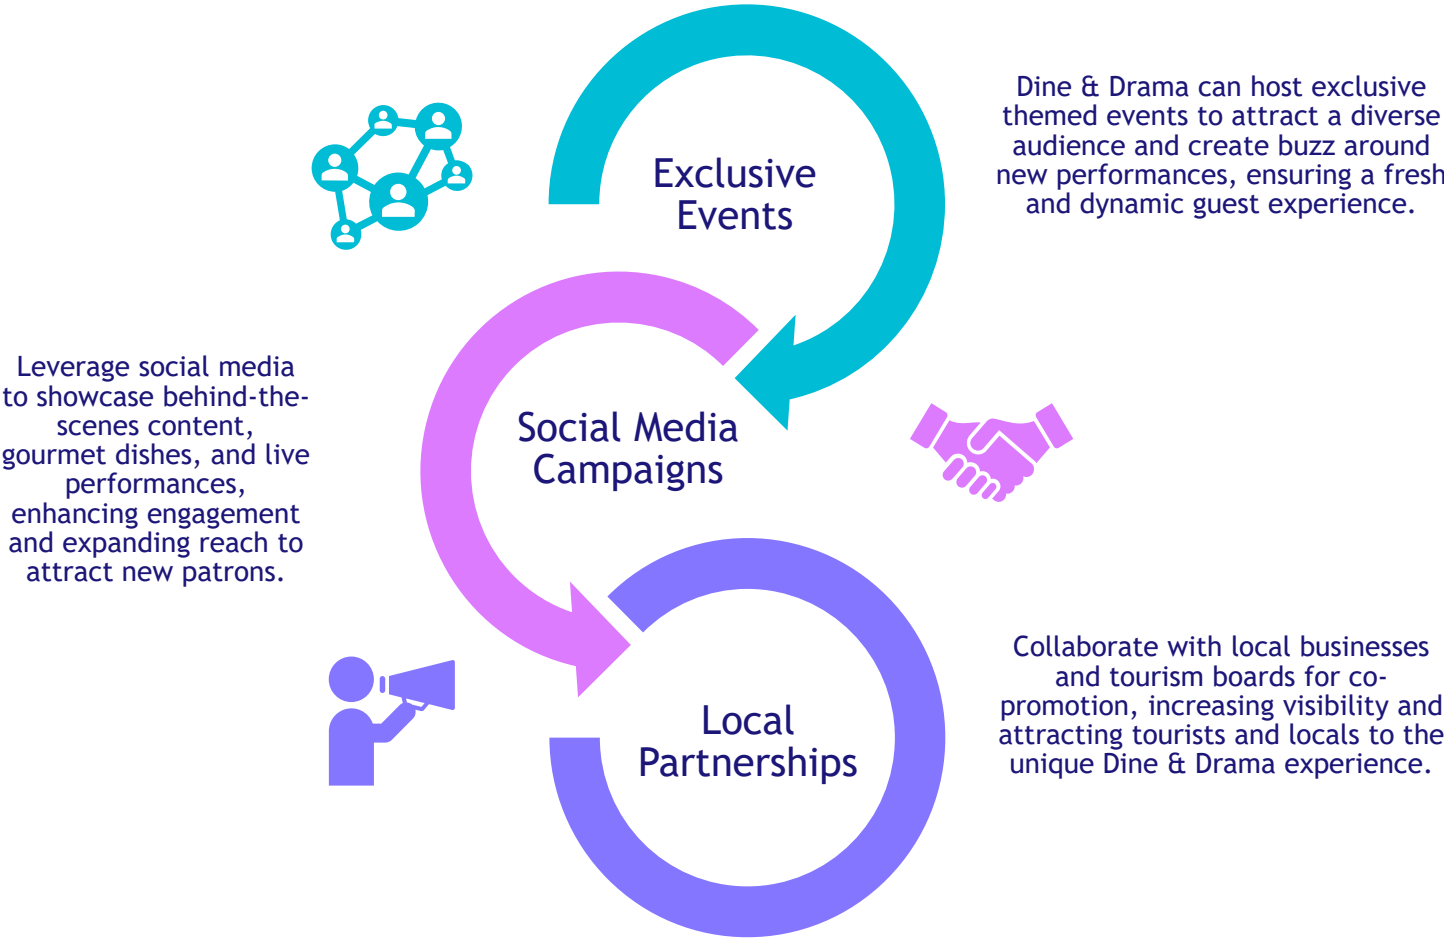 Exclusive
Events
Dine & Drama can host exclusive
themed events to attract a diverse
audience and create buzz around
new performances, ensuring a fresh
and dynamic guest experience.
Leverage social media
to showcase behind-the-
scenes content,
gourmet dishes, and live
performances,
enhancing engagement
and expanding reach to
attract new patrons.
Social Media
Campaigns
Local
Partnerships
Collaborate with local businesses
and tourism boards for co-
promotion, increasing visibility and
attracting tourists and locals to the
unique Dine & Drama experience.